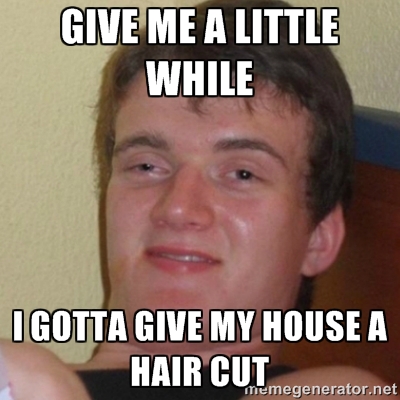 GIVE ME A LITTLE
WHILE
I GOTTA GIVE MY HOUSE A
HAIR CUT
memegenerator.net